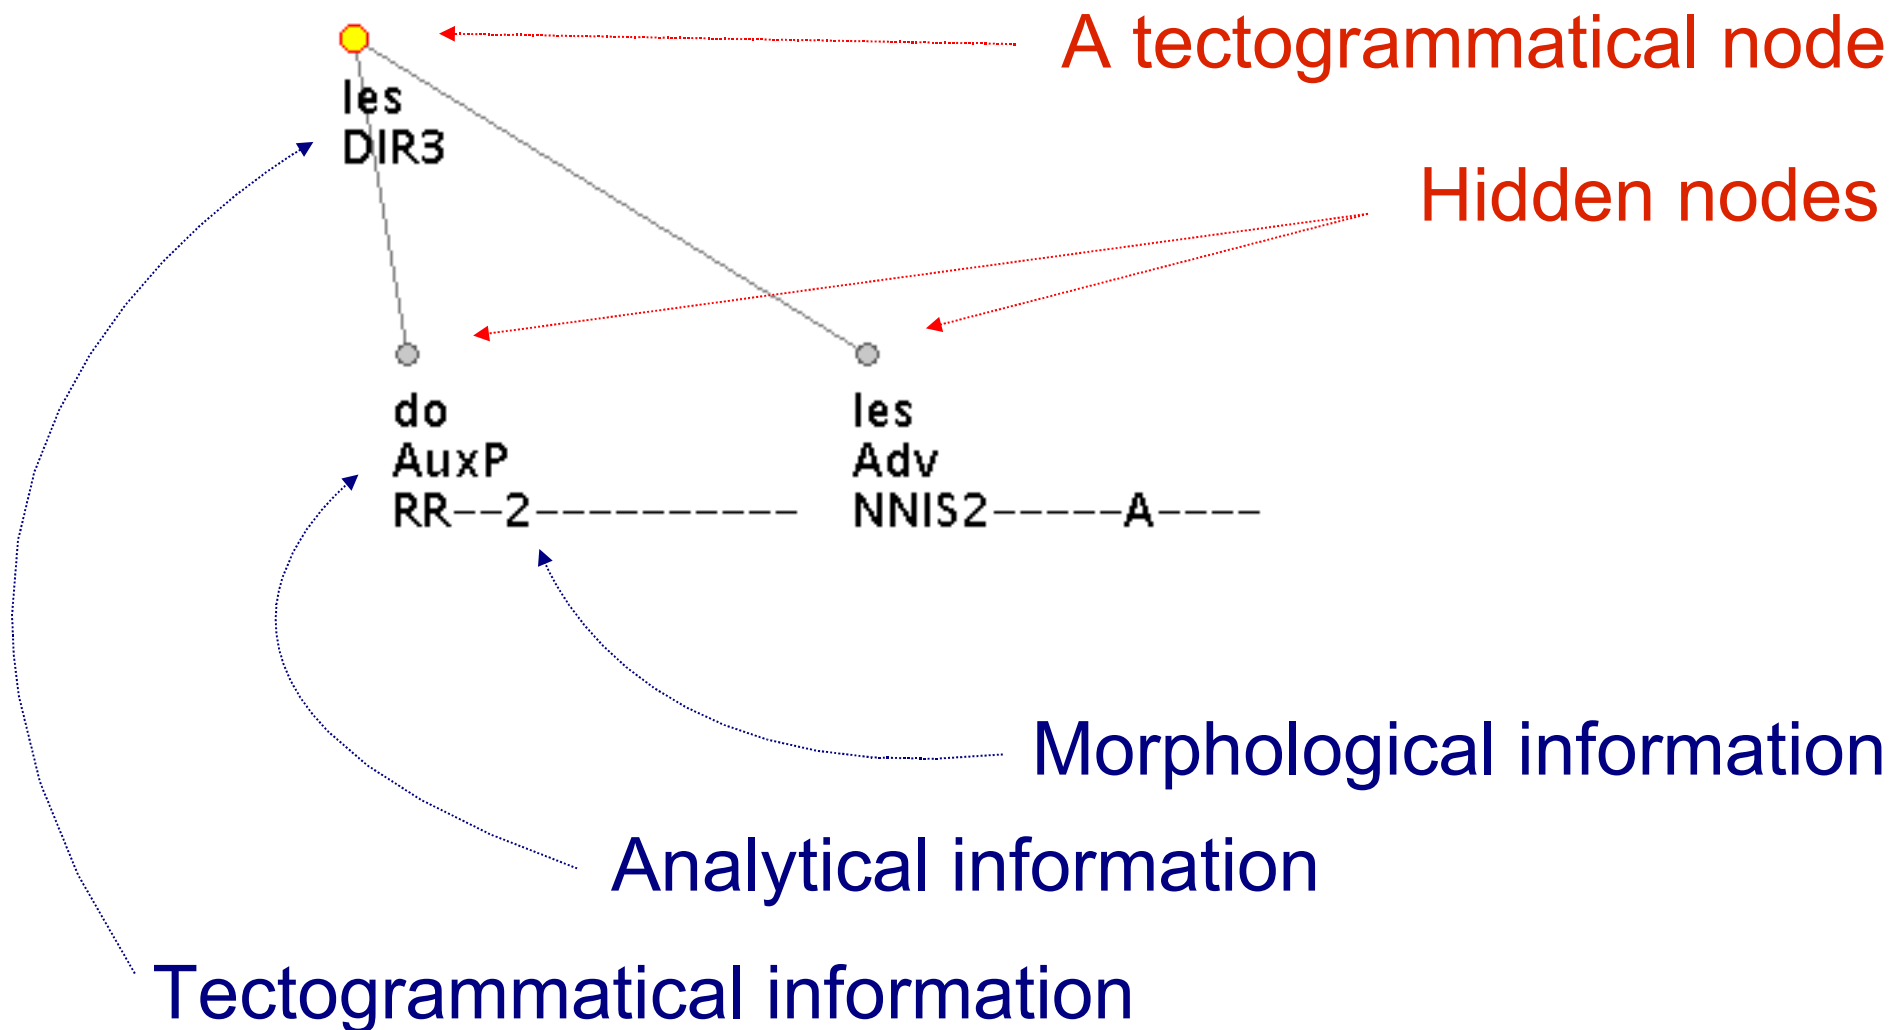 A tectogrammatical node
les
DIR3
Hidden nodes
do
AuxP
RR--2----------
les
Adv
NNIS2-----A----
Morphological information
Analytical information
Tectogrammatical information